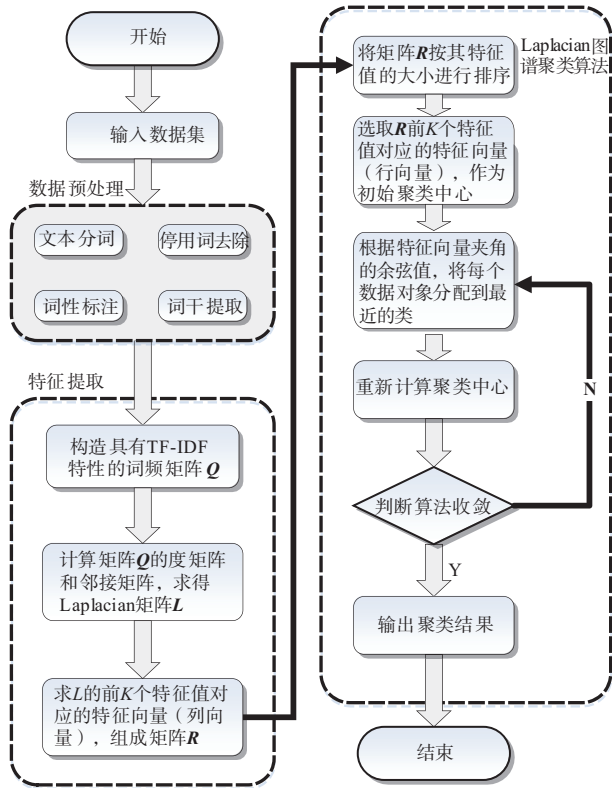 开始
输入数据集
数据预处理
文本分词
停用词去除
词性标注
词干提取
特征提取
构造具有TF-IDF
特性的词频矩阵Q
计算矩阵Q的度矩阵
和邻接矩阵，求得
Laplacian矩阵L
求L的前K个特征值对
应的特征向量（列向
量），组成矩阵R
Laplacian图
谱聚类算法
将矩阵R按其特征
值的大小进行排序
选取R前K个特征
值对应的特征向量
（行向量），作为
初始聚类中心
根据特征向量夹角
的余弦值，将每个
数据对象分配到最
近的类
重新计算聚类中心
N
判断算法收敛
Y
输出聚类结果
结束